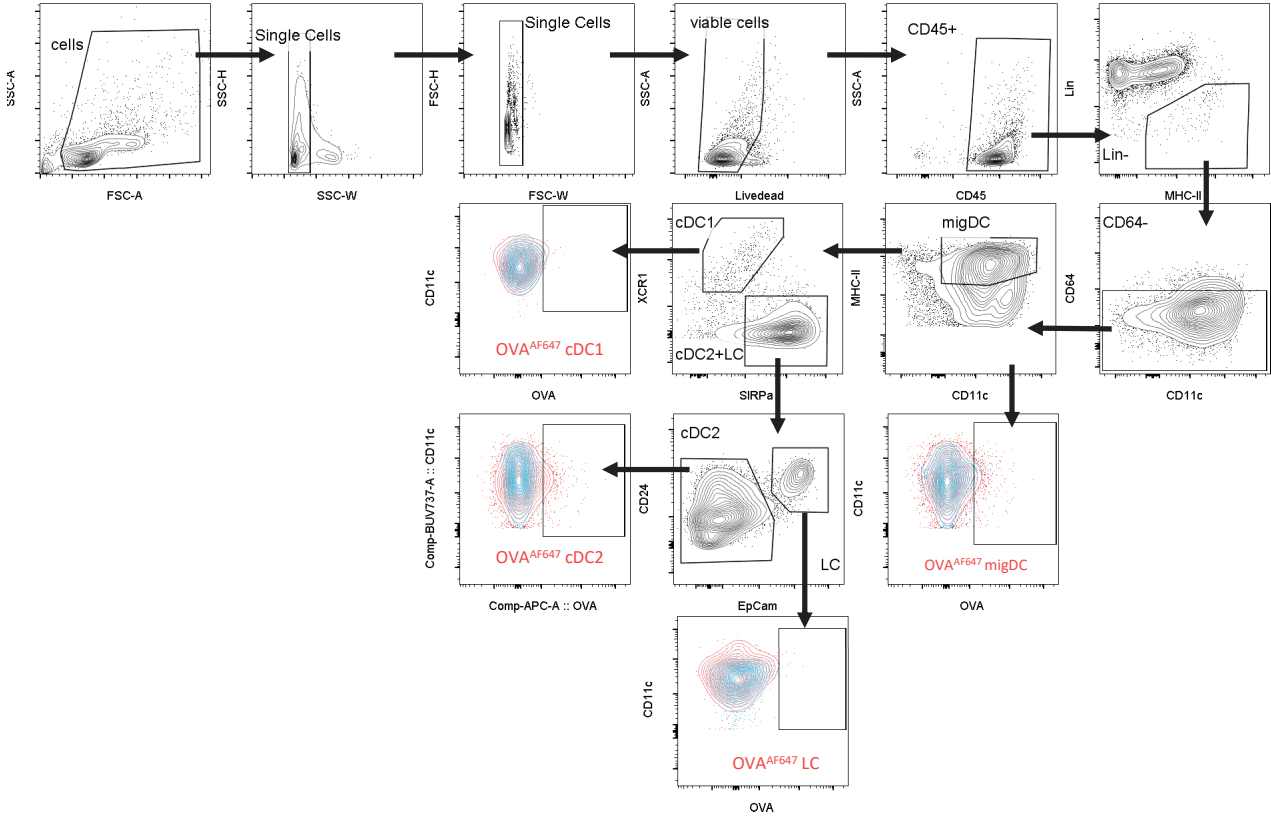 cells
SSC-A
FSC-A
Single Cells
SSC-H
SSC-W
Single Cells
FSC-H
FSC-W
viable cells
SSC-A
Livedead
CD45+
SSC-A
CD45
Lin
Lin-
MHC-II
CD64-
CD64
CD11c
migDC
MHC-II
CD11c
cDC1
XCR1
cDC2+LC
SIRPa
CD11c
OVAAF647 cDC1
OVA
Comp-BUV737-A :: CD11c
OVAAF647 cDC2
Comp-APC-A :: OVA
cDC2
CD24
LC
EpCam
CD11c
OVAAF647 migDC
OVA
CD11c
OVAAF647 LC
OVA